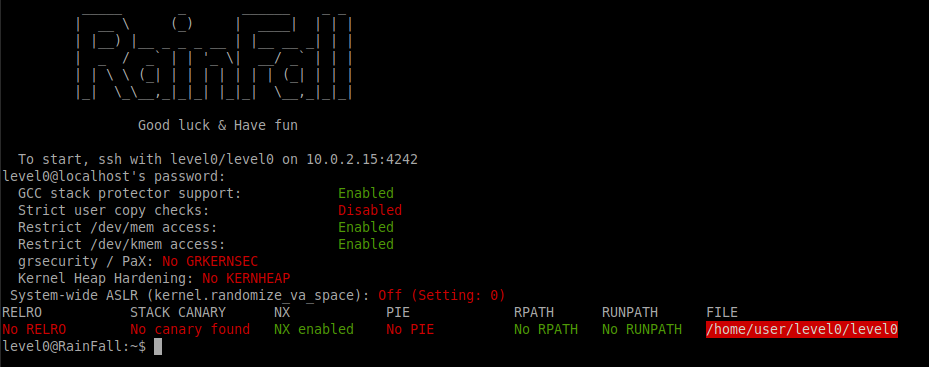 RainFall
Good luck & Have fun
To start, ssh with level0/level0 on 10.0.2.15:4242
level0@localhost's password:
GCC stack protector support: Enabled
Strict user copy checks: Disabled
Restrict /dev/mem access: Enabled
Restrict /dev/kmem access: Enabled
grsecurity / PaX: No GRKERNSEC
Kernel Heap Hardening: No KERNHEAP
System-wide ASLR (kernel.randomize_va_space): Off (Setting: 0)
RELRO STACK CANARY NX PIE RPATH RUNPATH FILE
No RELRO No canary found NX enabled No PIE No RPATH No RUNPATH /home/user/level0/level0
level0@RainFall:~$